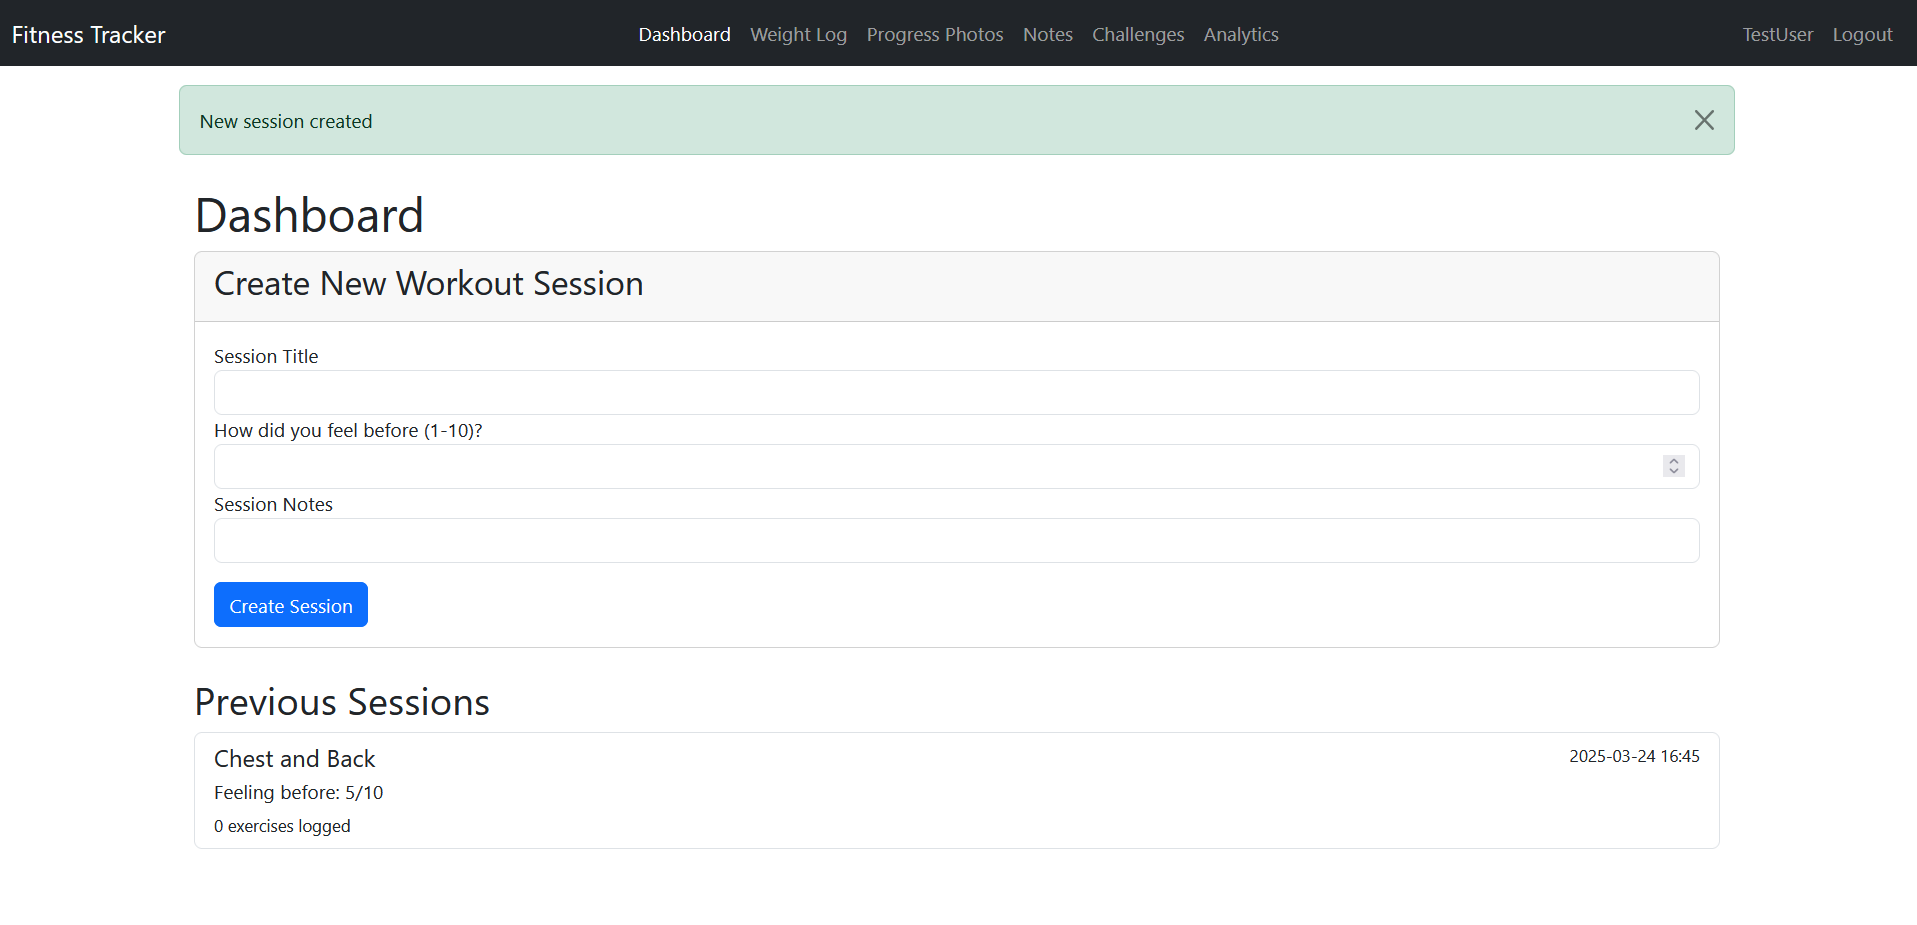 Fitness Tracker Dashboard Weight Log Progress Photos Notes Challenges Analytics TestUser Logout
New session created
Dashboard
Create New Workout Session
Session Title
How did you feel before (1-10)?
Session Notes
Create Session
Previous Sessions
Chest and Back 2025-03-24 16:45
Feeling before: 5/10
0 exercises logged